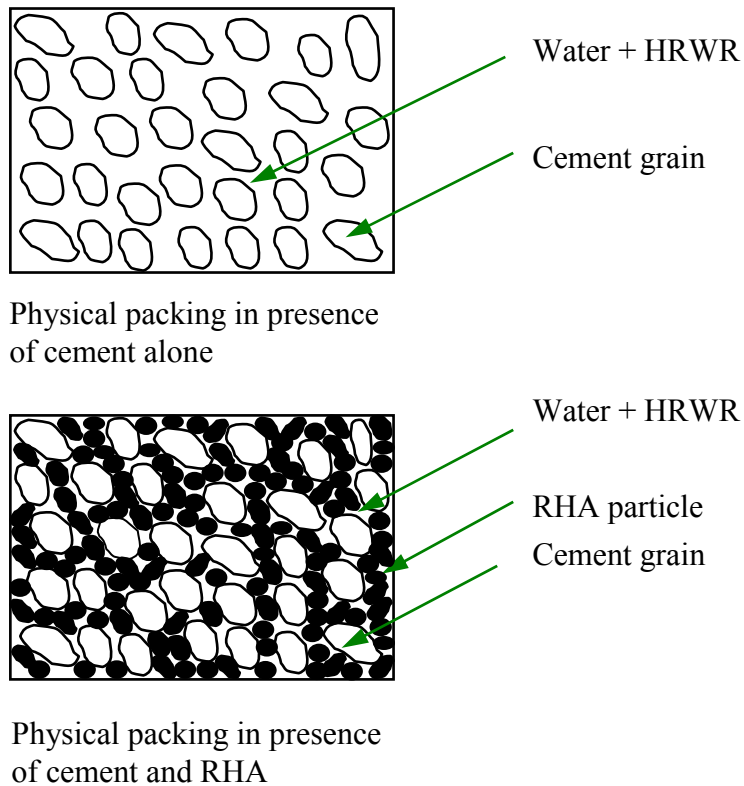 Water + HRWR
Cement grain
Physical packing in presence
of cement alone
Water + HRWR
RHA particle
Cement grain
Physical packing in presence
of cement and RHA